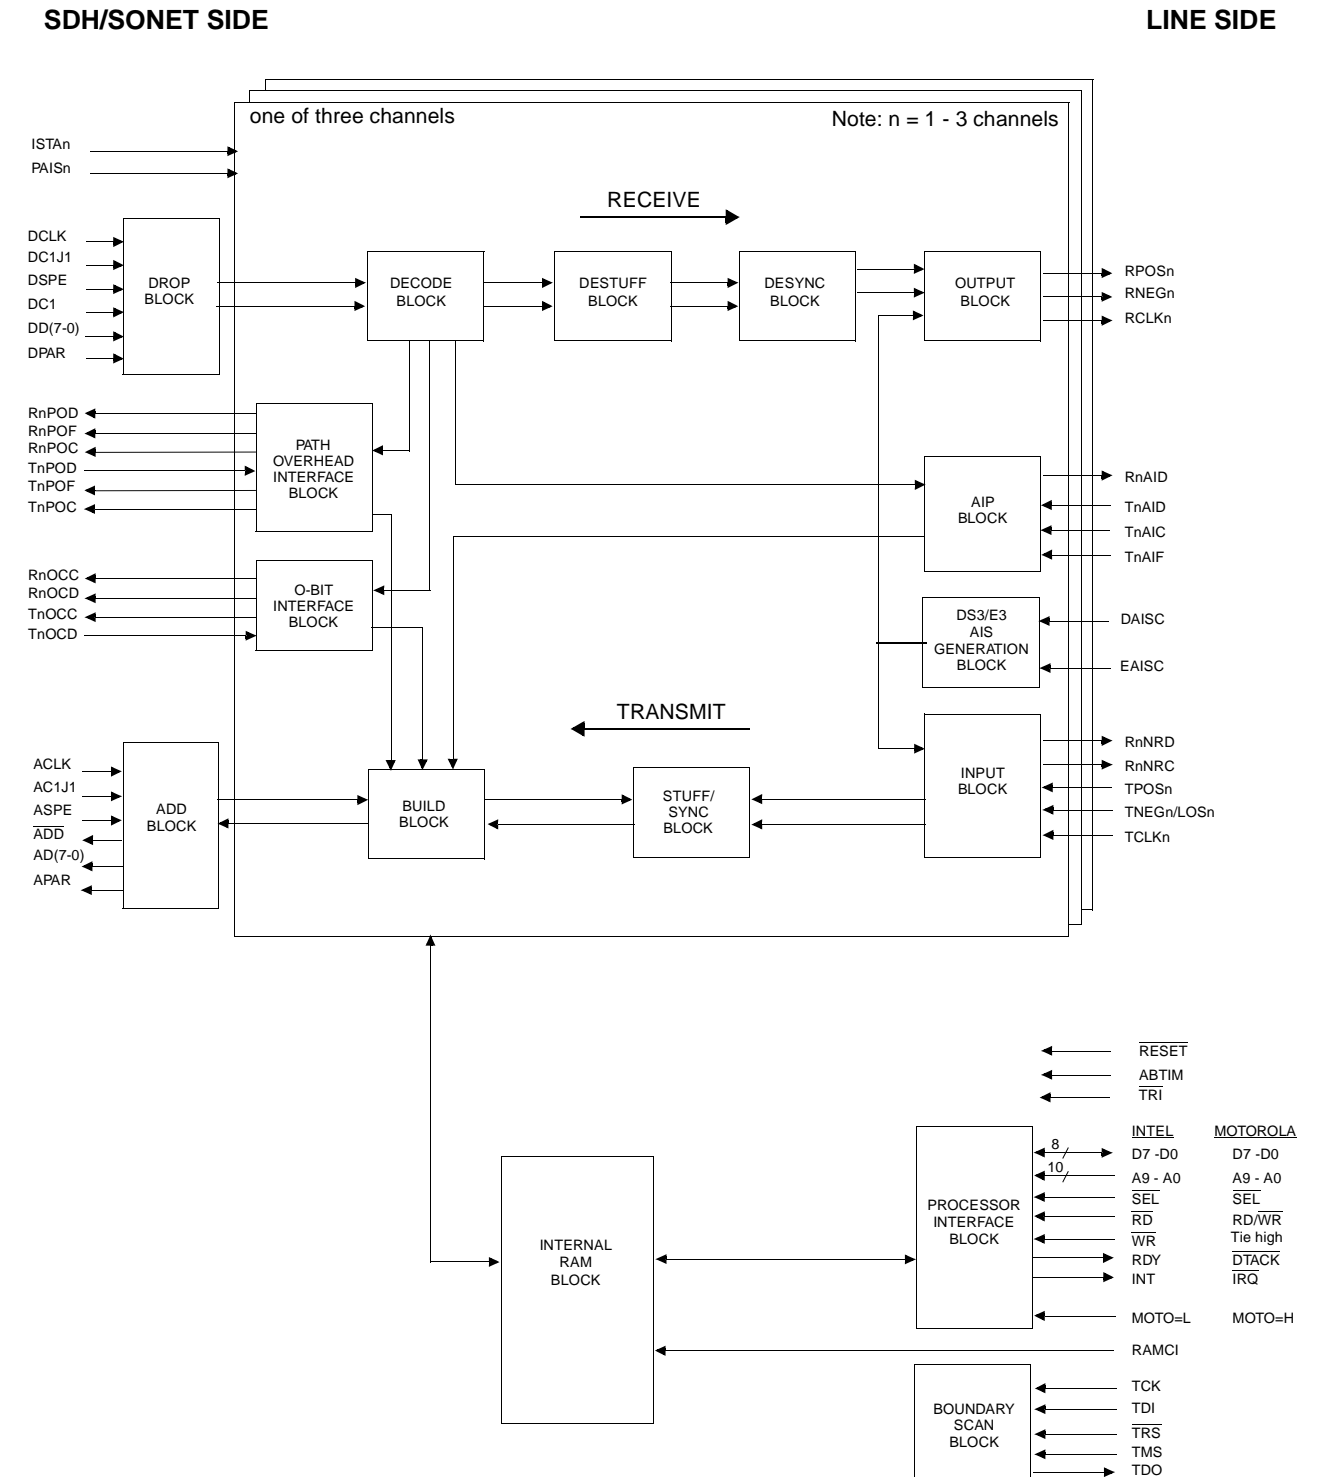 SDH/SONET SIDE
LINE SIDE
one of three channels
Note: n = 1 - 3 channels
ISTAn
PAISn
RECEIVE
DCLK
DC1J1
DSPE
DC1
DD(7-0)
DPAR
DROP
BLOCK
DECODE
BLOCK
DESTUFF
BLOCK
DESYNC
BLOCK
OUTPUT
BLOCK
RPOSn
RNEGn
RCLKn
RnPOD
RnPOF
RnPOC
TnPOD
TnPOF
TnPOC
PATH
OVERHEAD
INTERFACE
BLOCK
AIP
BLOCK
RnAID
TnAID
TnAIC
TnAIF
RnOCC
RnOCD
TnOCC
TnOCD
O-BIT
INTERFACE
BLOCK
DS3/E3
AIS
GENERATION
BLOCK
DAISC
EAISC
TRANSMIT
ACLK
AC1J1
ASPE
ADD
AD(7-0)
APAR
ADD
BLOCK
BUILD
BLOCK
STUFF/
SYNC
BLOCK
INPUT
BLOCK
RnNRD
RnNRC
TPOSn
TNEGn/LOSn
TCLKn
RESET
ABTIM
TRI
INTEL MOTOROLA
8 D7 -D0 D7 -D0
10 A9 - A0 A9 - A0
SEL SEL
RD RD/WR
WR Tie high
RDY DTACK
INT IRQ
MOTO=L MOTO=H
PROCESSOR
INTERFACE
BLOCK
INTERNAL
RAM
BLOCK
RAMCI
BOUNDARY
SCAN
BLOCK
TCK
TDI
TRS
TMS
TDO